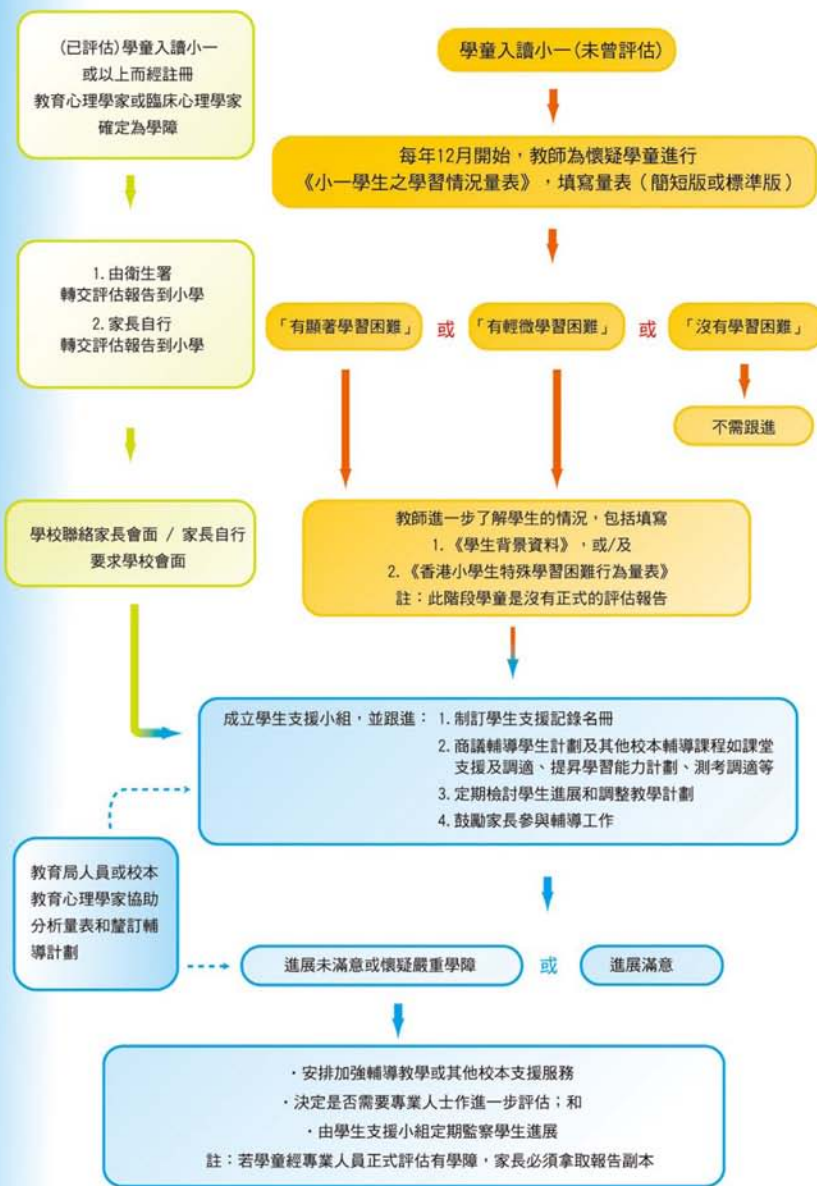 (已評估)學童入讀小一
或以上而經註冊
教育心理學家或臨床心理學家
確定為學障
1. 由衛生署
轉交評估報告到小學
2. 家長自行
轉交評估報告到小學
學校聯絡家長會面 / 家長自行
要求學校會面
學童入讀小一(未曾評估)
每年12月開始，教師為懷疑學童進行
《小一學生之學習情況量表》，填寫量表（簡短版或標準版）
「有顯著學習困難」 或 「有輕微學習困難」 或 「沒有學習困難」
不需跟進
教師進一步了解學生的情況，包括填寫
1.《學生背景資料》，或/及
2.《香港小學生特殊學習困難行為量表》
註：此階段學童是沒有正式的評估報告
成立學生支援小組，並跟進： 1. 制訂學生支援記錄名冊
2. 商議輔導學生計劃及其他校本輔導課程如課堂
支援及調適、提昇學習能力計劃、測考調適等
3. 定期檢討學生進展和調整教學計劃
4. 鼓勵家長參與輔導工作
教育局人員或校本
教育心理學家協助
分析量表和釐訂輔
導計劃
進展未滿意或懷疑嚴重學障 或 進展滿意
・安排加強輔導教學或其他校本支援服務
・決定是否需要專業人士作進一步評估；和
・由學生支援小組定期監察學生進展
註：若學童經專業人員正式評估有學障，家長必須拿取報告副本